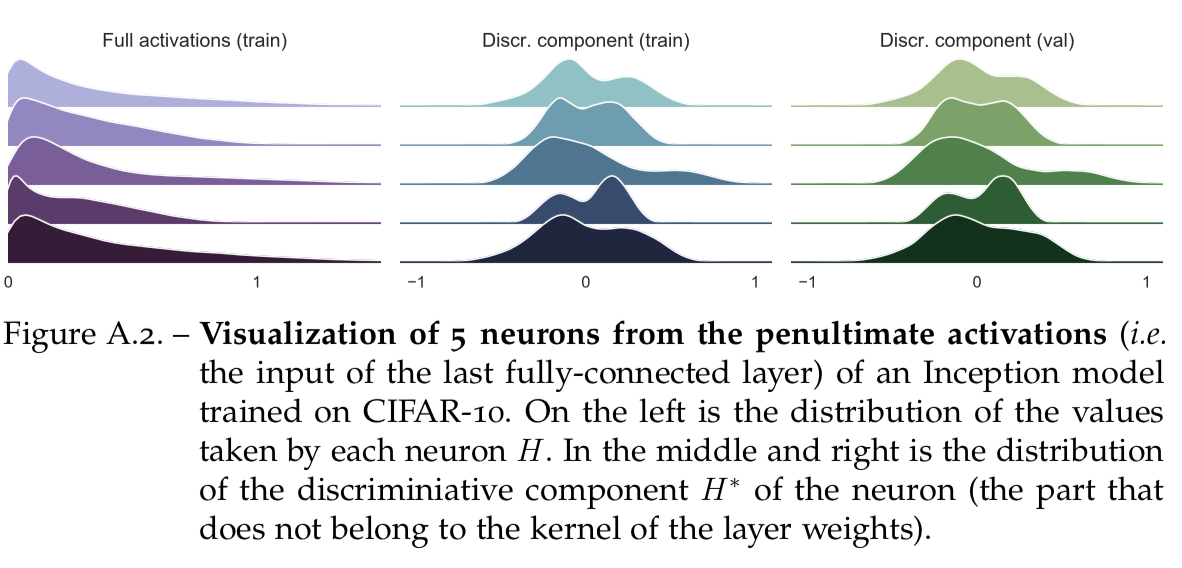 Full activations (train)
Discr. component (train)
Discr. component (val)
0
1
−1
0
1
−1
0
1
Figure A.2. – Visualization of 5 neurons from the penultimate activations (i.e.
the input of the last fully-connected layer) of an Inception model
trained on CIFAR-10. On the left is the distribution of the values
taken by each neuron H. In the middle and right is the distribution
of the discriminiative component H* of the neuron (the part that
does not belong to the kernel of the layer weights).